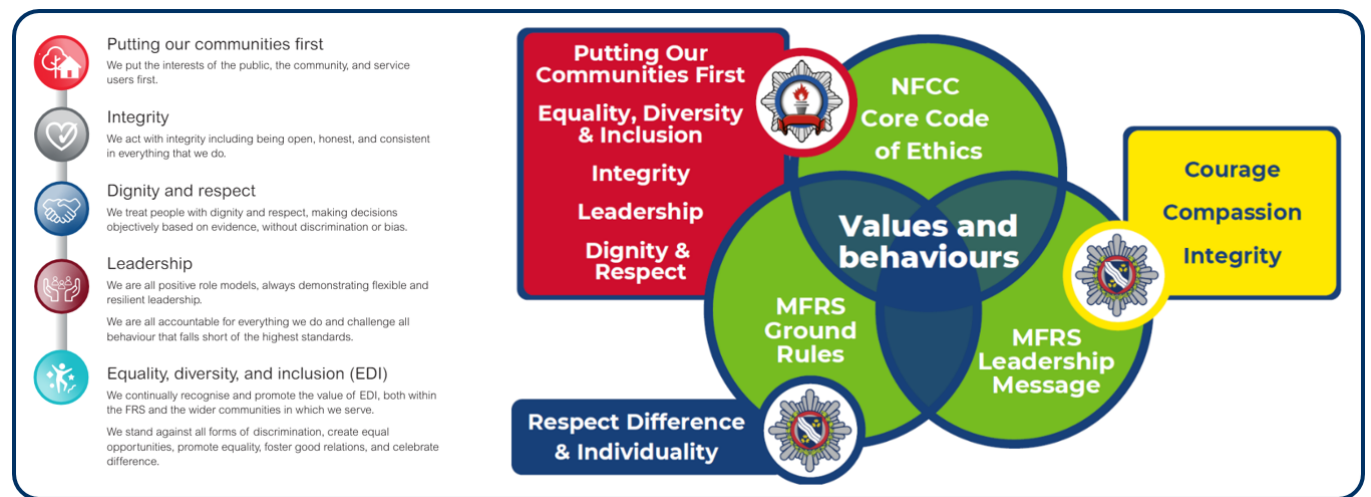 Putting our communities first
We put the interests of the public, the community, and service
users first.
Integrity
We act with integrity including being open, honest, and consistent
in everything that we do.
Dignity and respect
We treat people with dignity and respect, making decisions
objectively based on evidence, without discrimination or bias.
Leadership
We are all positive role models, always demonstrating flexible and
resilient leadership.
We are all accountable for everything we do and challenge all
behaviour that falls short of the highest standards.
Equality, diversity, and inclusion (EDI)
We continually recognise and promote the value of EDI, both within
the FRS and the wider communities in which we serve.
We stand against all forms of discrimination, create equal
opportunities, promote equality, foster good relations, and celebrate
difference.
Putting Our
Communities First
Equality, Diversity
& Inclusion
Integrity
Leadership
Dignity &
Respect
NFCC
Core Code
of Ethics
Values and
behaviours
MFRS
Ground
Rules
MFRS
Leadership
Message
Courage
Compassion
Integrity
Respect Difference
& Individuality